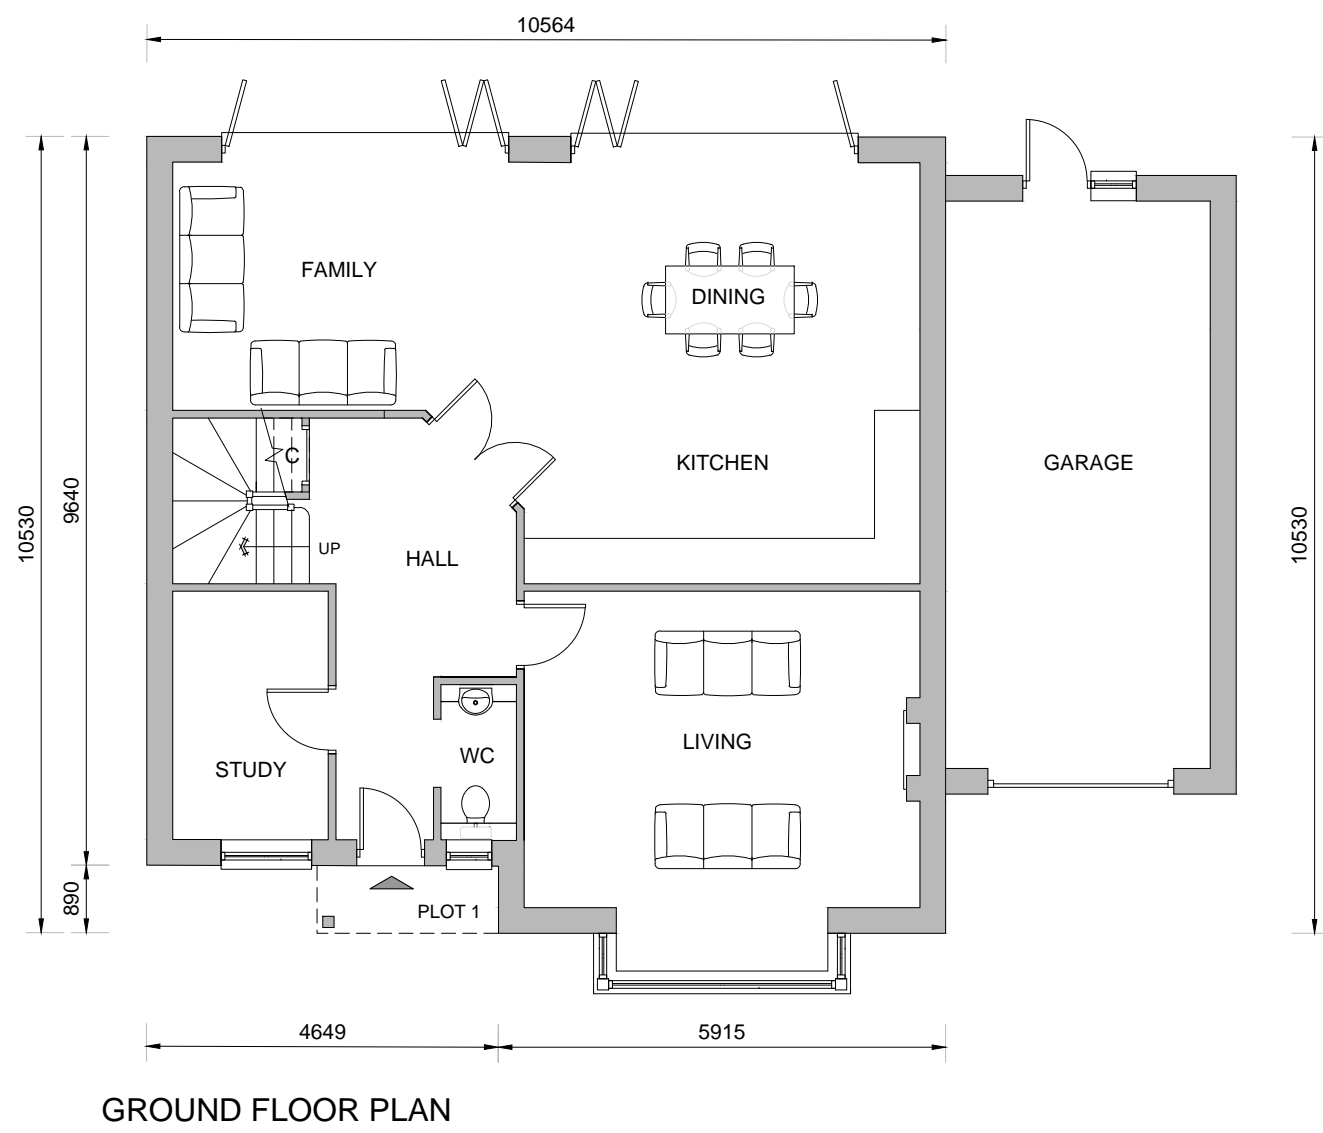 10564
FAMILY
DINING
C
KITCHEN
GARAGE
10530
9640
10530
UP
HALL
LIVING
WC
STUDY
890
PLOT 1
4649
5915
GROUND FLOOR PLAN